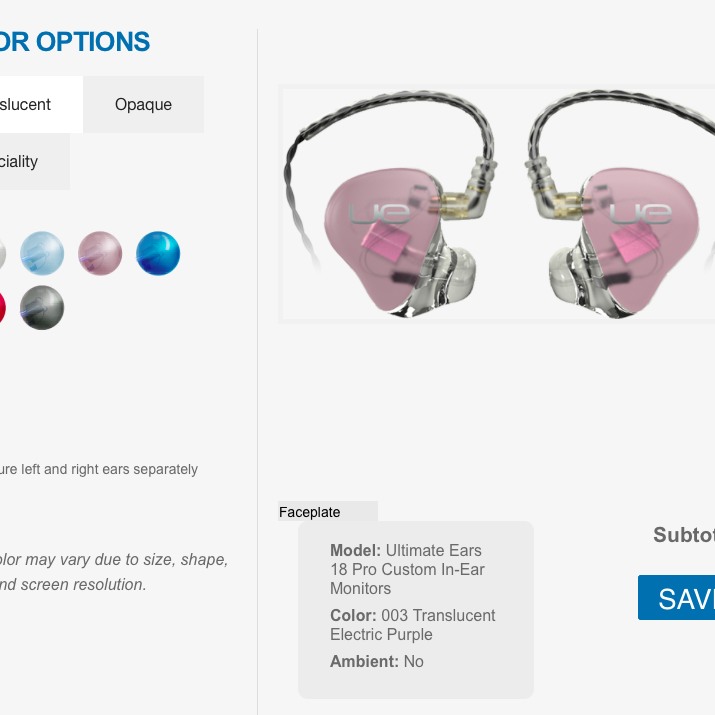 OR OPTIONS
slucent
Opaque
ciality
ue
ue
ure left and right ears separately
olor may vary due to size, shape,
nd screen resolution.
Faceplate
Model: Ultimate Ears
18 Pro Custom In-Ear
Monitors
Color: 003 Translucent
Electric Purple
Ambient: No
Subtot
SAVE